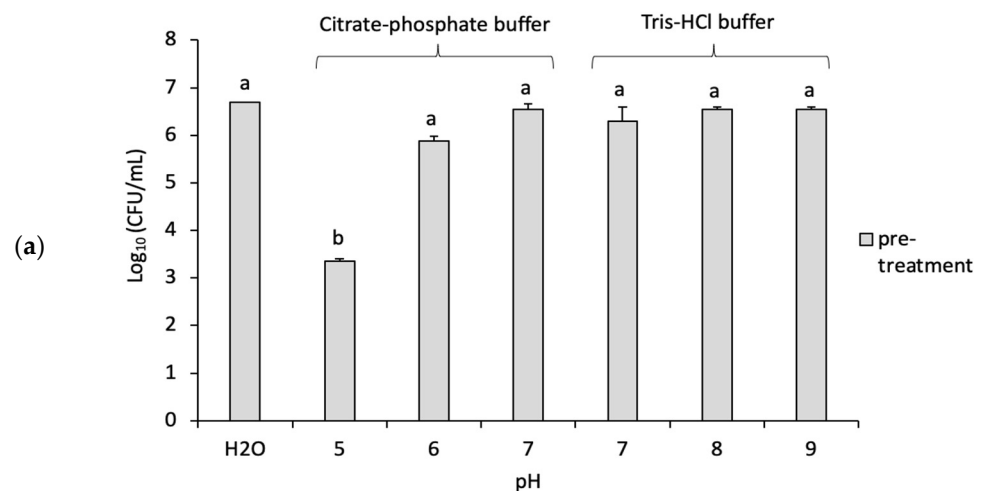 Citrate-phosphate buffer
Tris-HCl buffer
8
7
6
5
4
3
2
1
0
Log₁₀ (CFU/mL)
a
b
a
a
a
a
a
(a)
pre-
treatment
H2O 5 6 7 7 8 9
pH